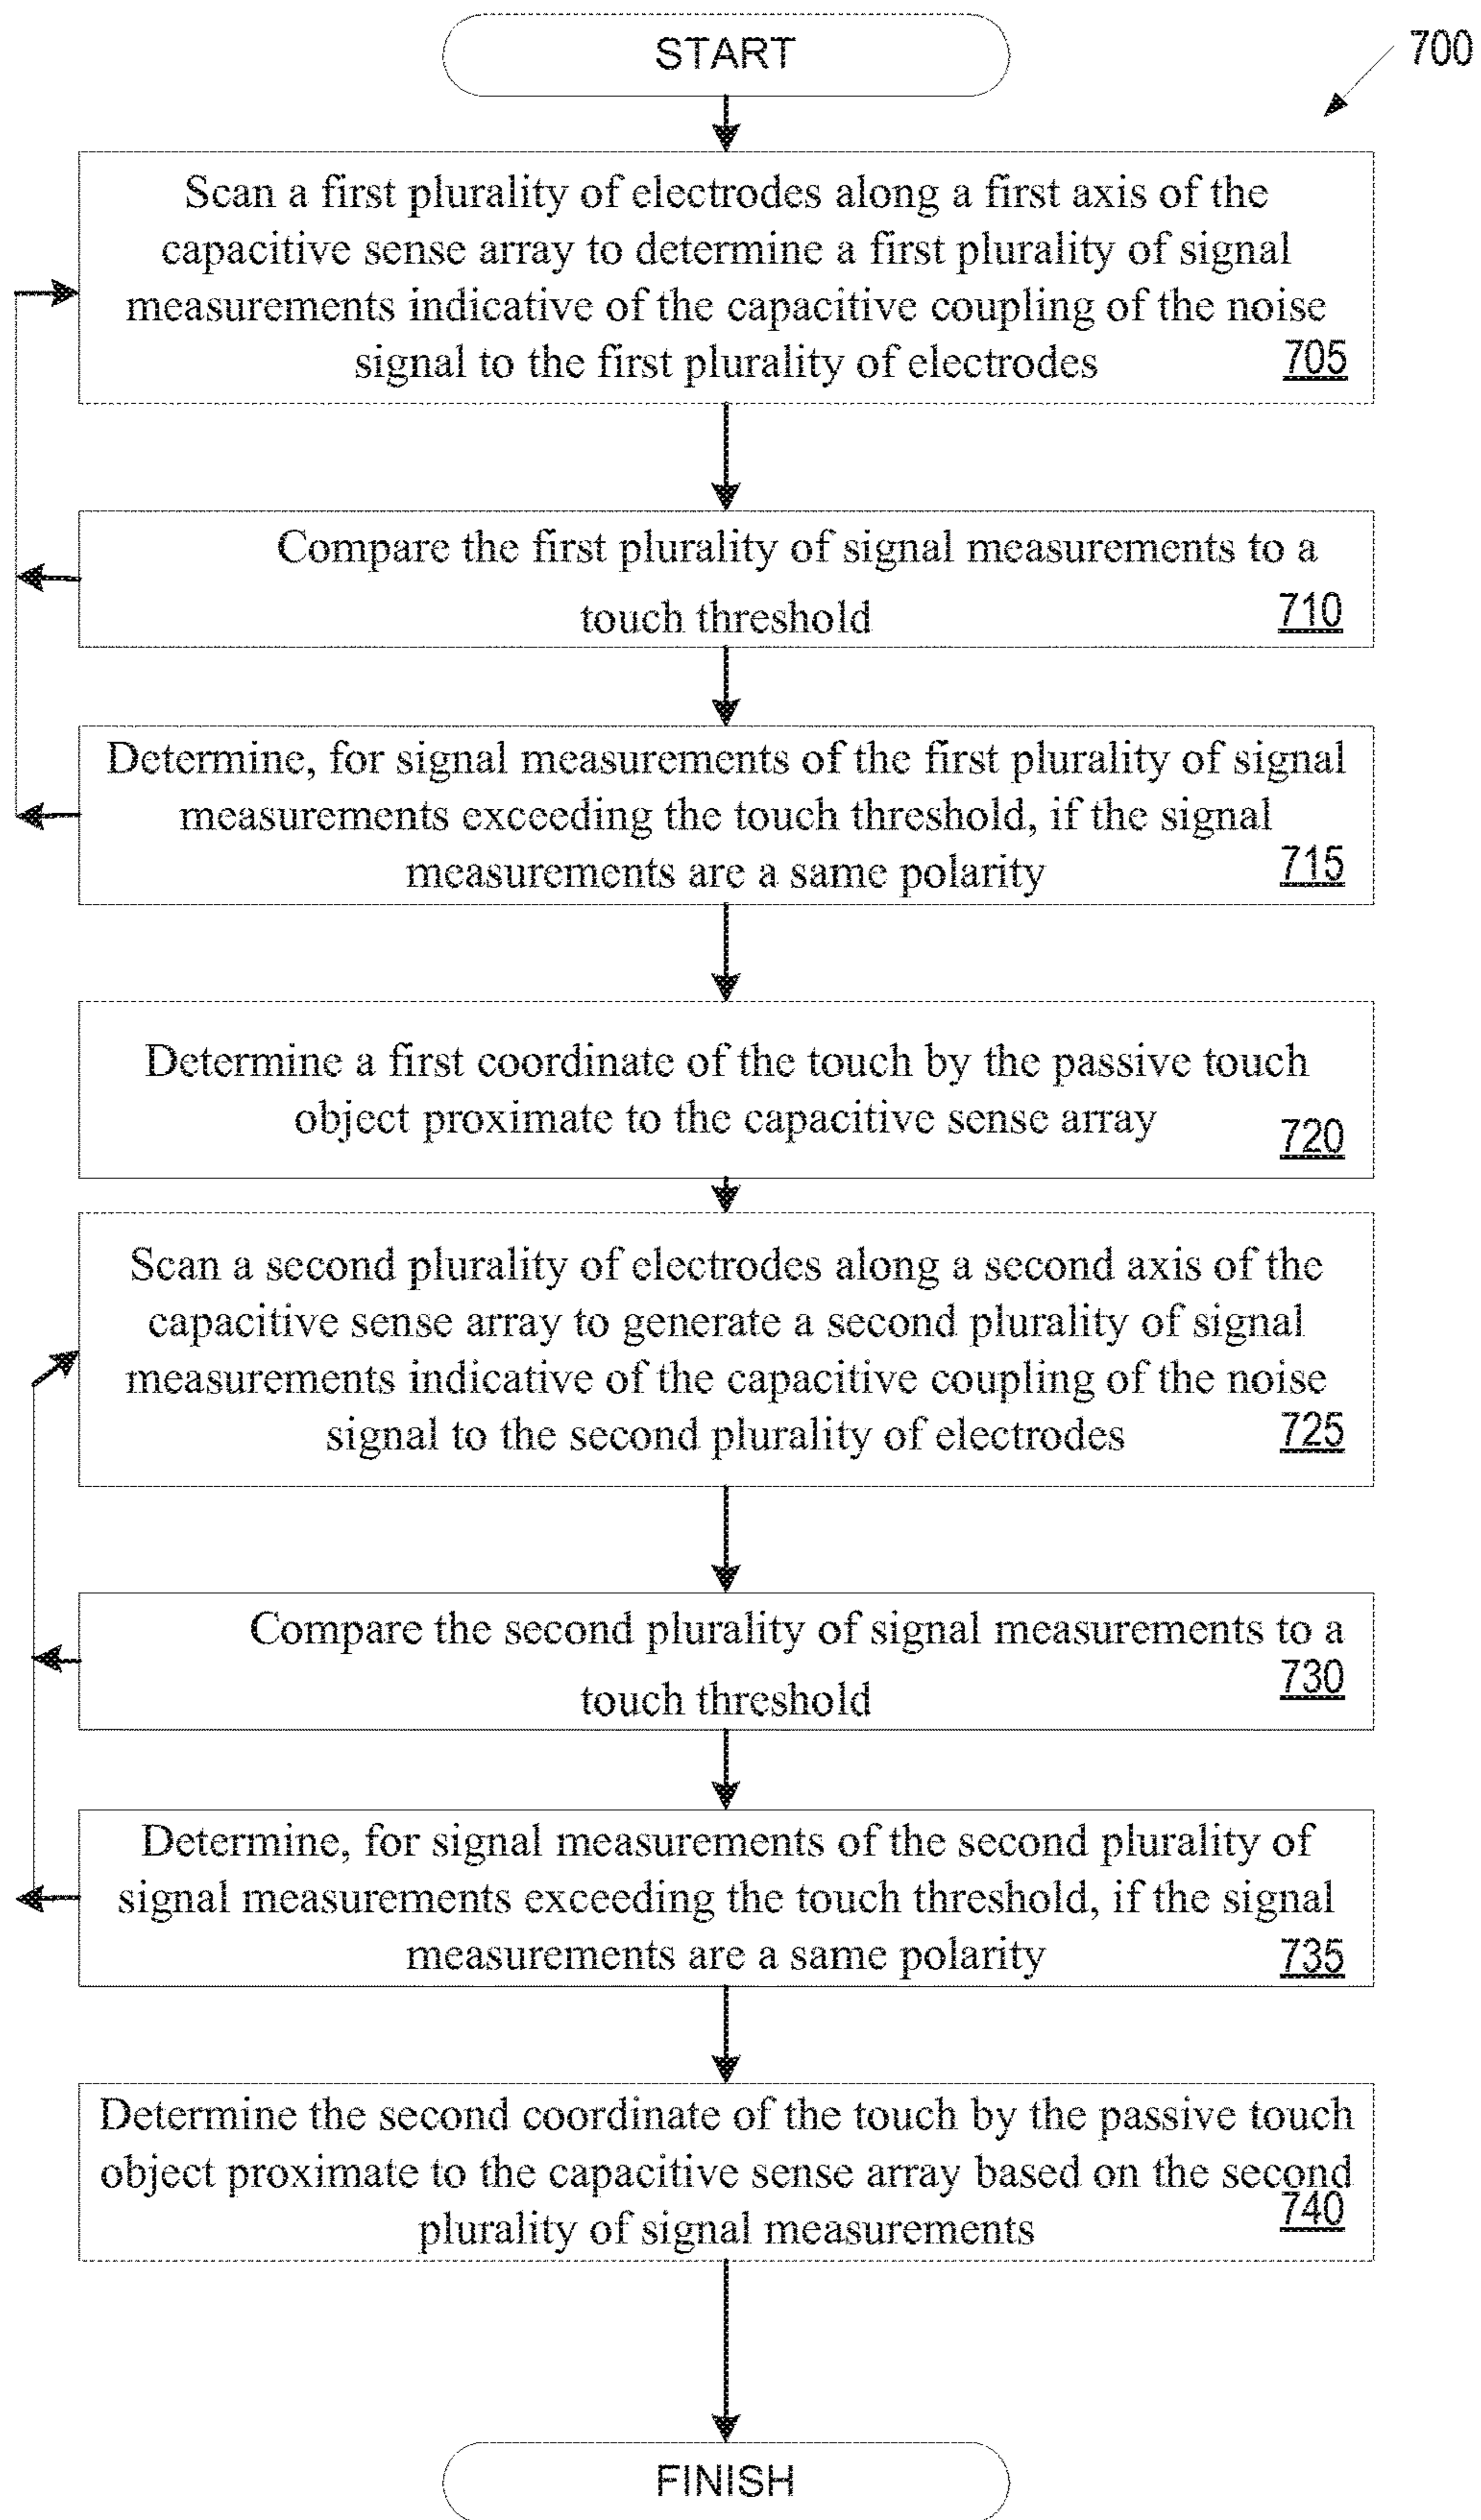 START
700
Scan a first plurality of electrodes along a first axis of the
capacitive sense array to determine a first plurality of signal
measurements indicative of the capacitive coupling of the noise
signal to the first plurality of electrodes
705
Compare the first plurality of signal measurements to a
touch threshold
710
Determine, for signal measurements of the first plurality of signal
measurements exceeding the touch threshold, if the signal
measurements are a same polarity
715
Determine a first coordinate of the touch by the passive touch
object proximate to the capacitive sense array
720
Scan a second plurality of electrodes along a second axis of the
capacitive sense array to generate a second plurality of signal
measurements indicative of the capacitive coupling of the noise
signal to the second plurality of electrodes
725
Compare the second plurality of signal measurements to a
touch threshold
730
Determine, for signal measurements of the second plurality of
signal measurements exceeding the touch threshold, if the signal
measurements are a same polarity
735
Determine the second coordinate of the touch by the passive touch
object proximate to the capacitive sense array based on the second
plurality of signal measurements
740
FINISH